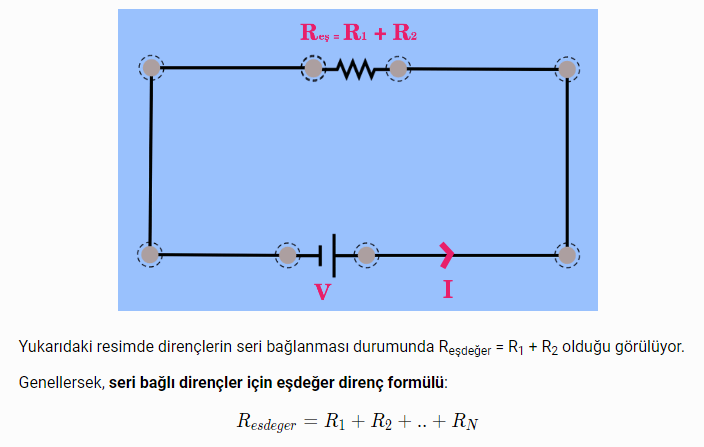 Reş = R₁ + R₂
V
I
Yukarıdaki resimde dirençlerin seri bağlanması durumunda Reşdeğer = R₁ + R₂ olduğu görülüyor.
Genellersek, seri bağlı dirençler için eşdeğer direnç formülü:
Resdeger = R₁ + R₂ + .. + R_N